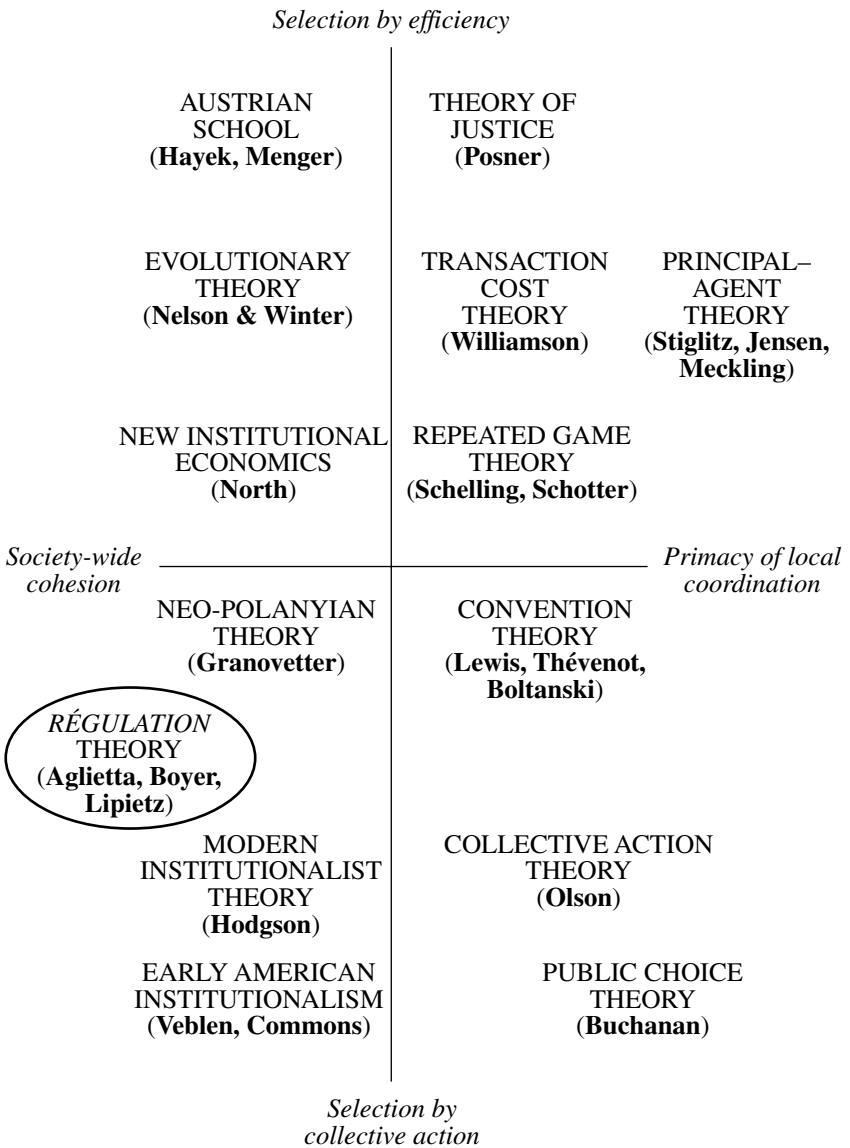 Selection by efficiency
AUSTRIAN
SCHOOL
(Hayek, Menger)
THEORY OF
JUSTICE
(Posner)
EVOLUTIONARY
THEORY
(Nelson & Winter)
TRANSACTION
COST
THEORY
(Williamson)
PRINCIPAL–
AGENT
THEORY
(Stiglitz, Jensen,
Meckling)
NEW INSTITUTIONAL
ECONOMICS
(North)
REPEATED GAME
THEORY
(Schelling, Schotter)
Society-wide
cohesion
Primacy of local
coordination
NEO-POLANYIAN
THEORY
(Granovetter)
CONVENTION
THEORY
(Lewis, Thévenot,
Boltanski)
RÉGULATION
THEORY
(Aglietta, Boyer,
Lipietz)
MODERN
INSTITUTIONALIST
THEORY
(Hodgson)
COLLECTIVE ACTION
THEORY
(Olson)
EARLY AMERICAN
INSTITUTIONALISM
(Veblen, Commons)
PUBLIC CHOICE
THEORY
(Buchanan)
Selection by
collective action